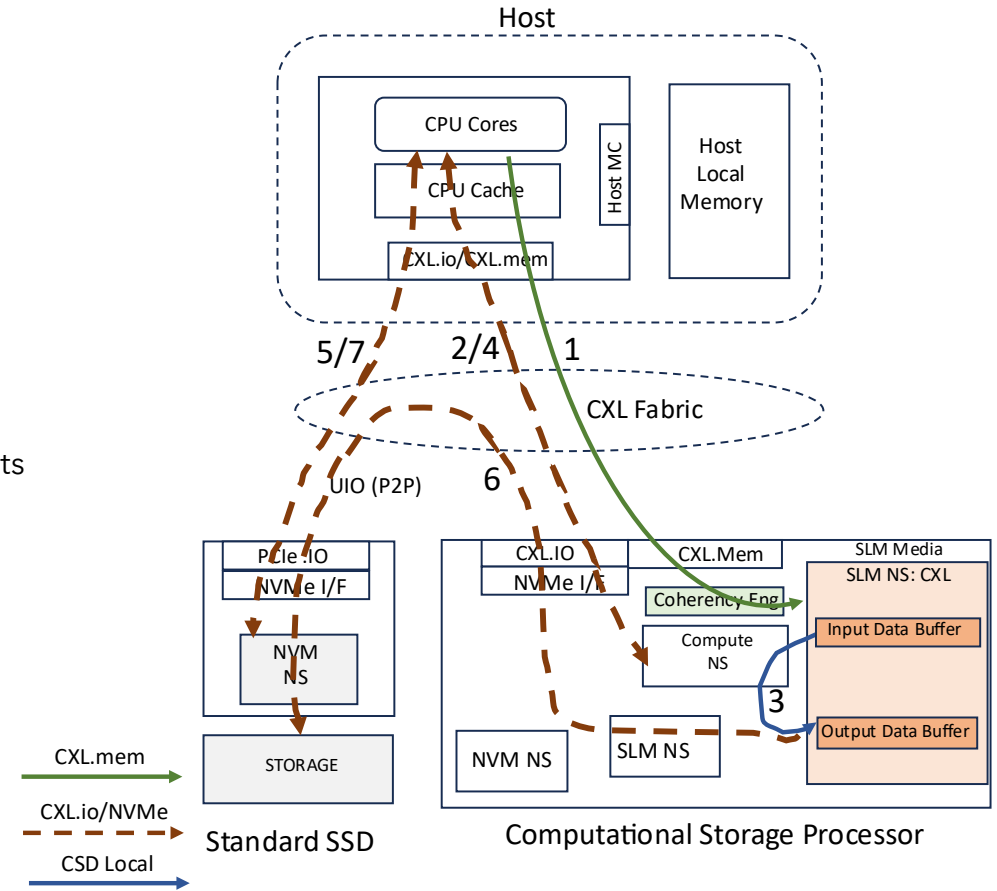 Host
CPU Cores
CPU Cache
Host MC
Host
Local
Memory
CXL.io/CXL.mem
5/7
2/4
1
CXL Fabric
ts
UIO (P2P)
6
PCIe .IO
NVMe I/F
NVM
NS
STORAGE
Standard SSD
CXL.IO
NVMe I/F
CXL.Mem
SLM Media
SLM NS: CXL
Coherency Eng
Input Data Buffer
Compute
NS
3
Output Data Buffer
NVM NS
SLM NS
Computational Storage Processor
CXL.mem
CXL.io/NVMe
CSD Local